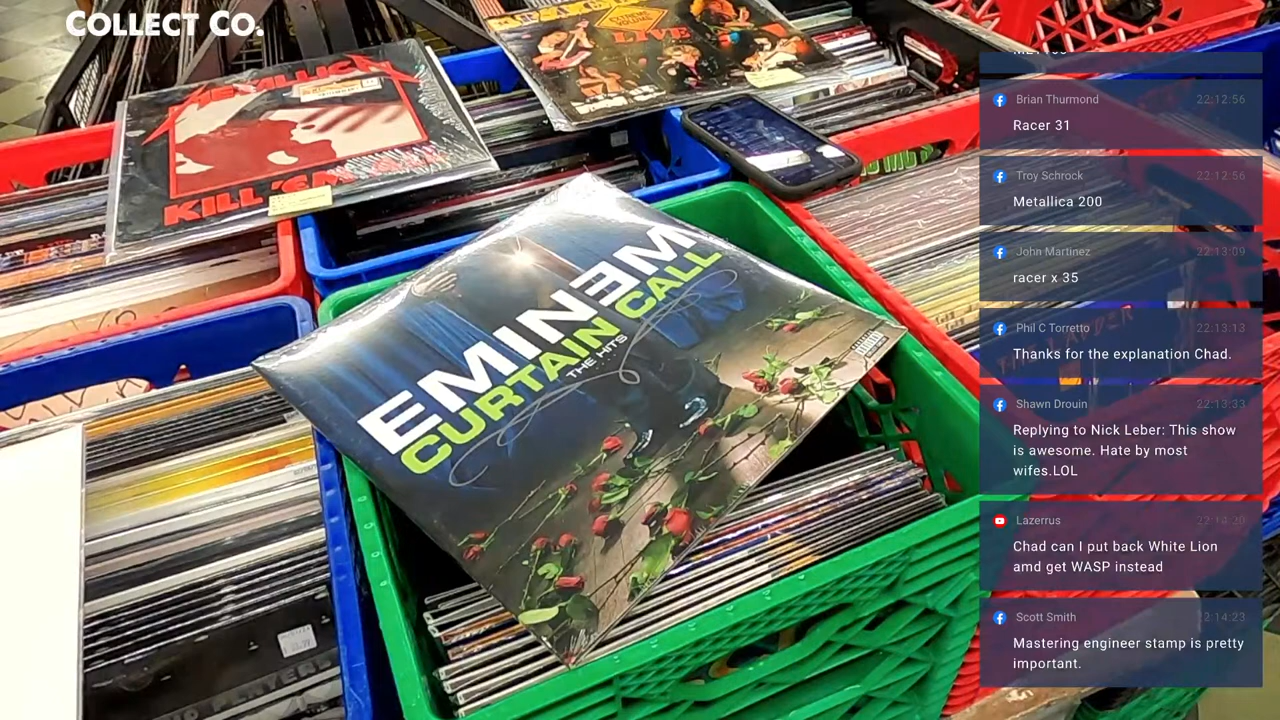 COLLECT CO.
METALLICA
KILL 'EM
LIVE
EMINEM
CURTAIN CALL
THE HITS
Brian Thurmond
22:12:56
Racer 31
Troy Schrock
22:12:56
Metallica 200
John Martinez
22:13:09
racer x 35
Phil C Torretto
22:13:13
Thanks for the explanation Chad.
Shawn Drouin
22:13:33
Replying to Nick Leber: This show
is awesome. Hate by most
wifes.LOL
Lazerrus
22:14:20
Chad can I put back White Lion
amd get WASP instead
Scott Smith
22:14:23
Mastering engineer stamp is pretty
important.